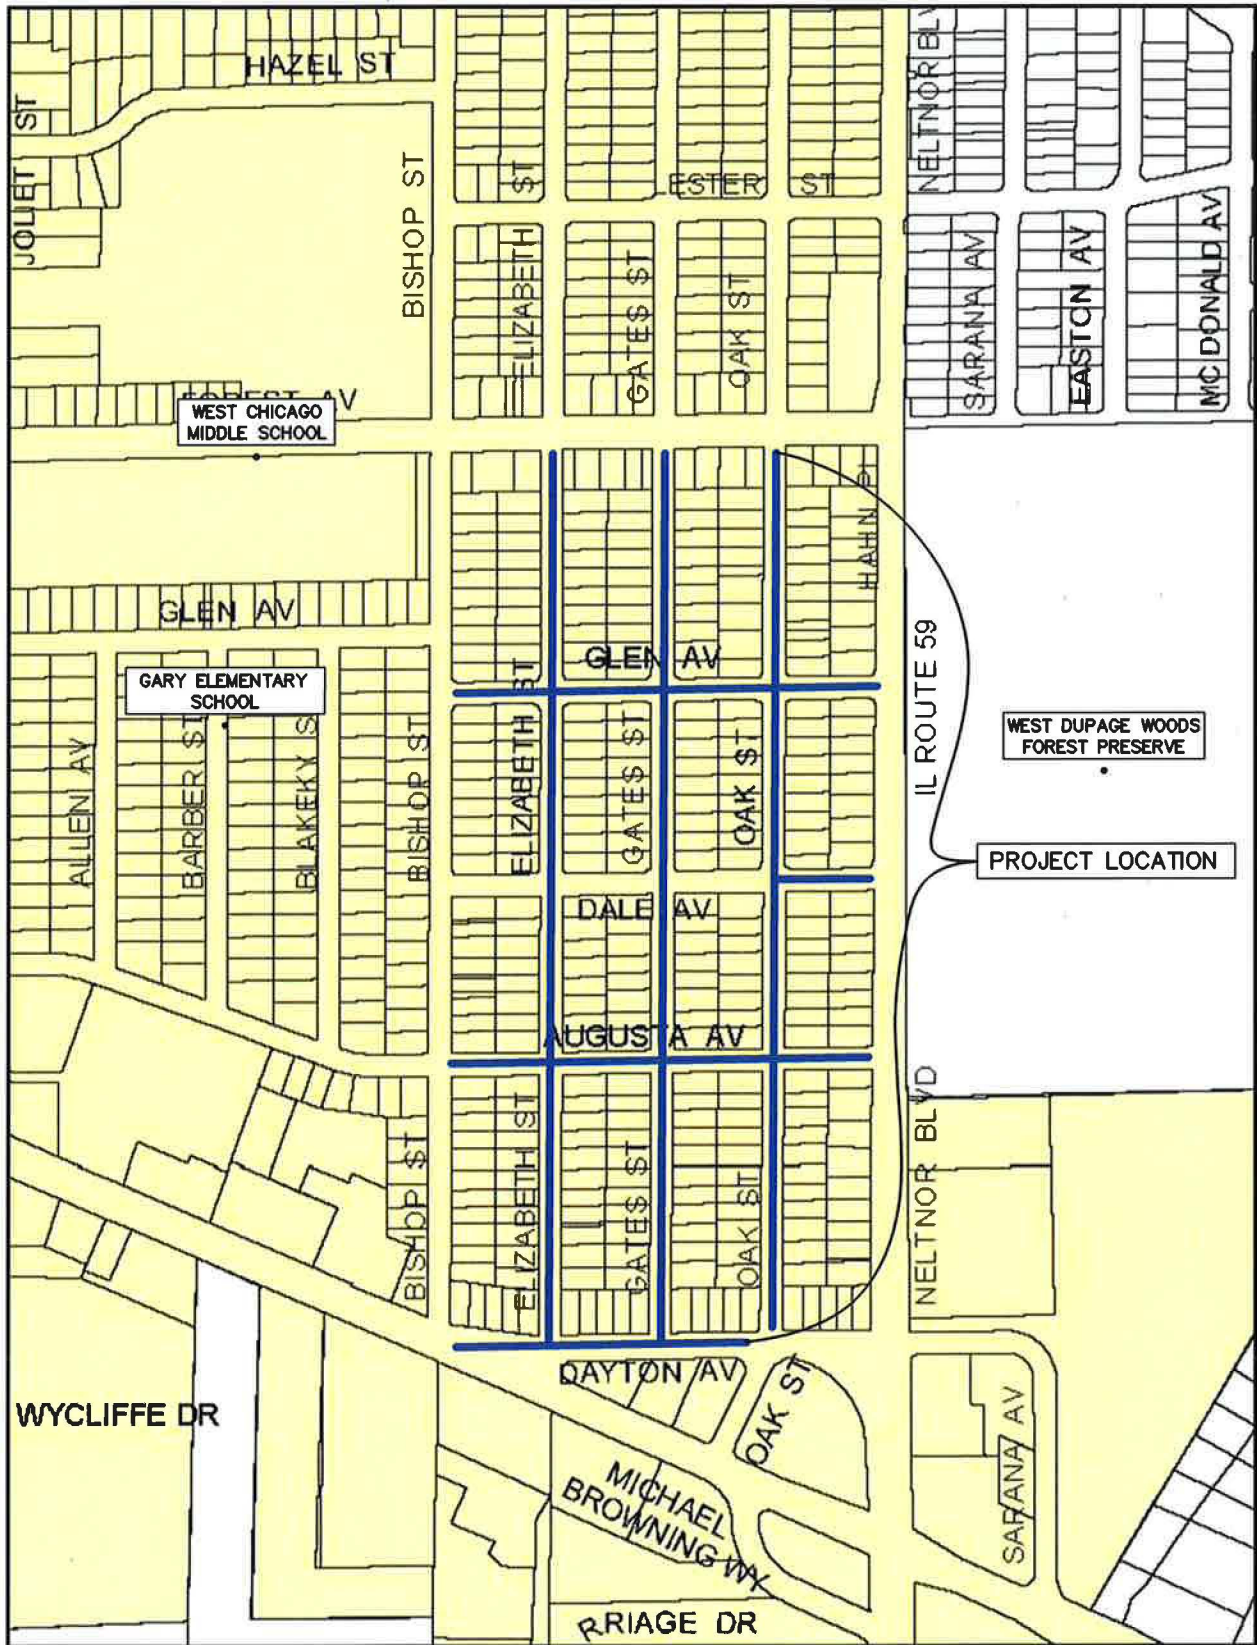 HAZEL ST
NELTNOR BLV
JOLIET ST
BISHOP ST
ST
LESTER ST
ELIZABETH
GATES ST
OAK ST
SARANA AV
EASTON AV
MC DONALD AV
FOREST AV
WEST CHICAGO
MIDDLE SCHOOL
HAHN
GLEN AV
GLEN AV
IL ROUTE 59
GARY ELEMENTARY
SCHOOL
ALLEN AV
BARBER ST
BLAKEKY S
BISHOP ST
ELIZABETH ST
GATES ST
OAK ST
WEST DUPAGE WOODS
FOREST PRESERVE
PROJECT LOCATION
DALE AV
AUGUSTA AV
BISHOP ST
ELIZABETH ST
GATES ST
OAK ST
NELTNOR BLVD
DAYTON AV
WYCLIFFE DR
OAK ST
SARANA AV
MICHAEL
BROWNING WY
RRIAGE DR